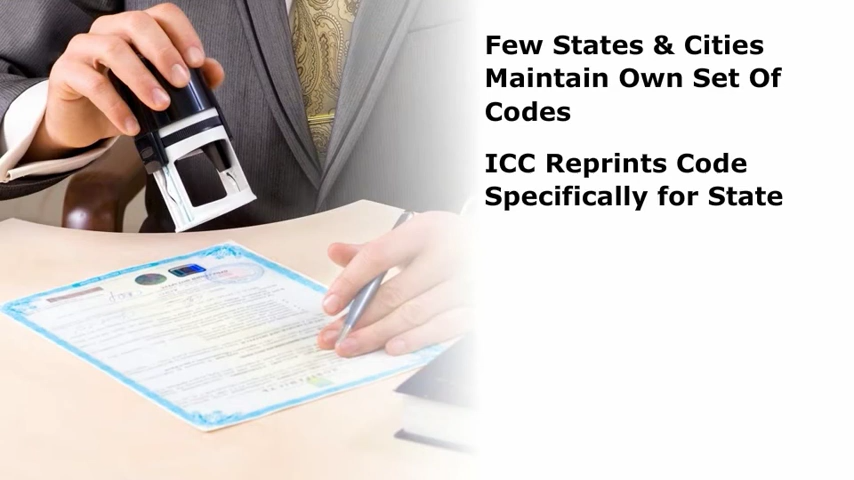 Few States & Cities
Maintain Own Set Of
Codes
ICC Reprints Code
Specifically for State